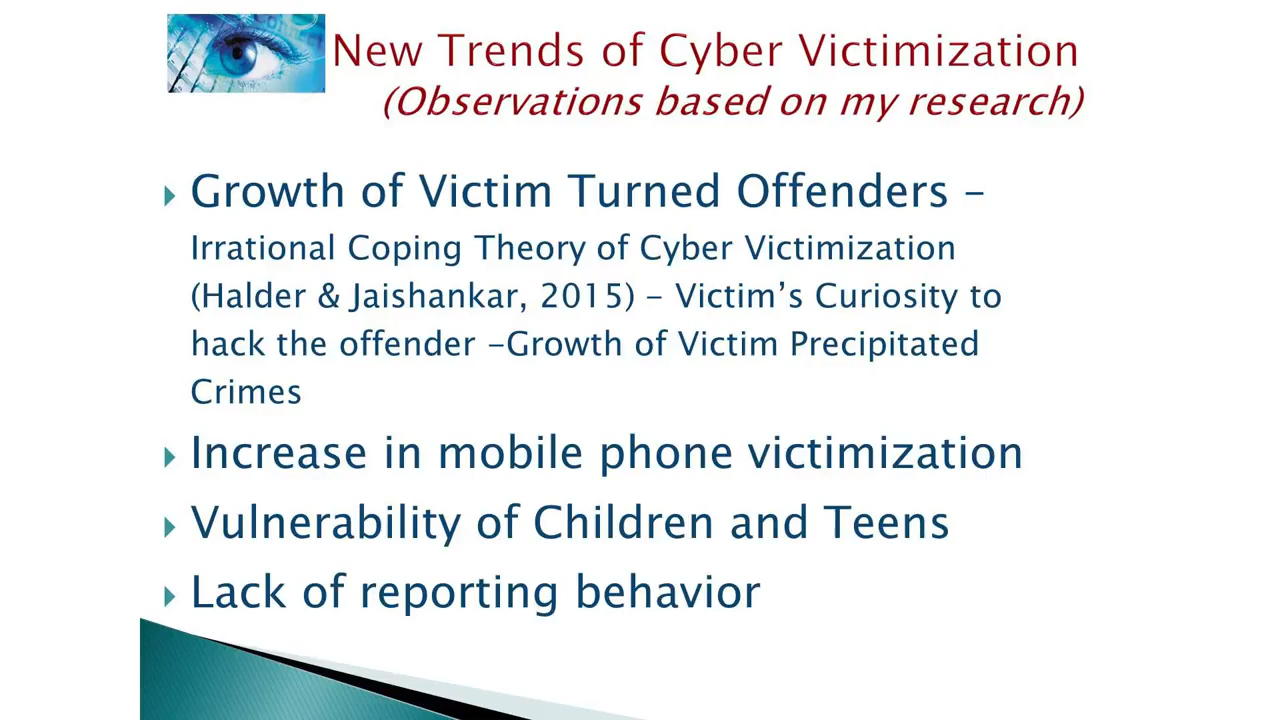 New Trends of Cyber Victimization
(Observations based on my research)
Growth of Victim Turned Offenders –
Irrational Coping Theory of Cyber Victimization
(Halder & Jaishankar, 2015) – Victim’s Curiosity to
hack the offender –Growth of Victim Precipitated
Crimes
Increase in mobile phone victimization
Vulnerability of Children and Teens
Lack of reporting behavior